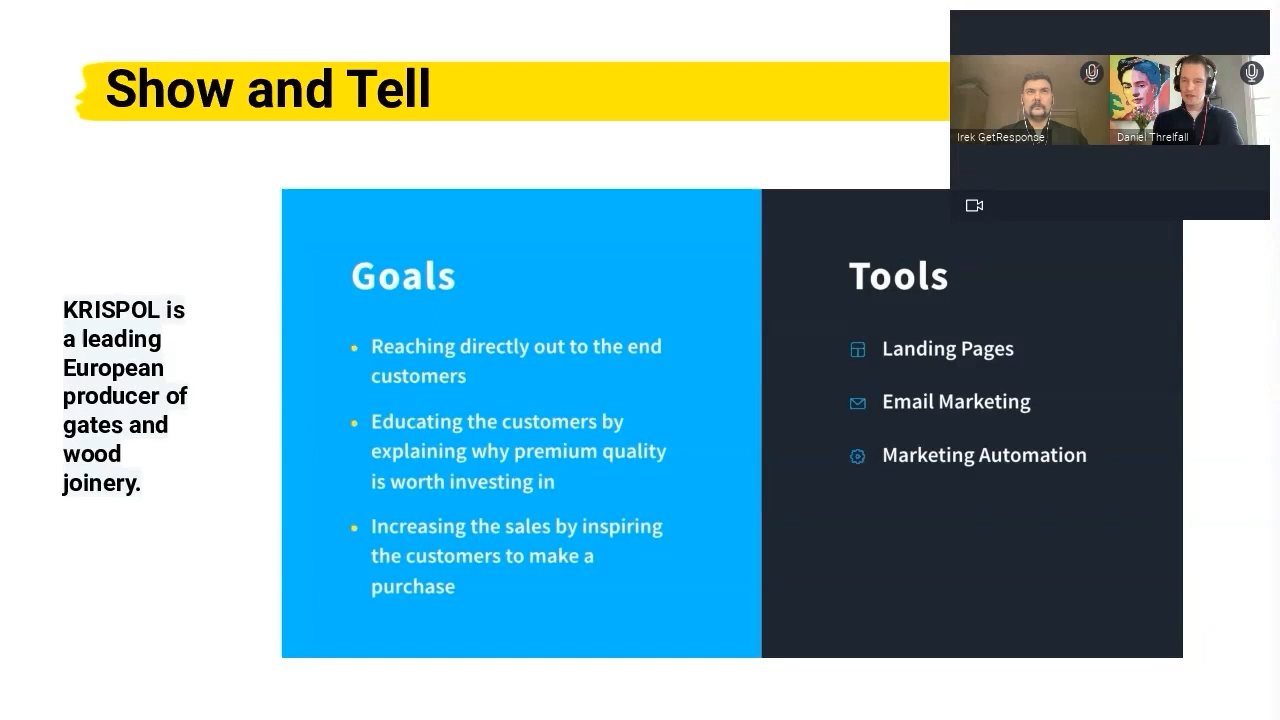 Show and Tell
Irek GetResponse
Daniel Threlfall
KRISPOL is
a leading
European
producer of
gates and
wood
joinery.
Goals
Reaching directly out to the end
customers
Educating the customers by
explaining why premium quality
is worth investing in
Increasing the sales by inspiring
the customers to make a
purchase
Tools
Landing Pages
Email Marketing
Marketing Automation